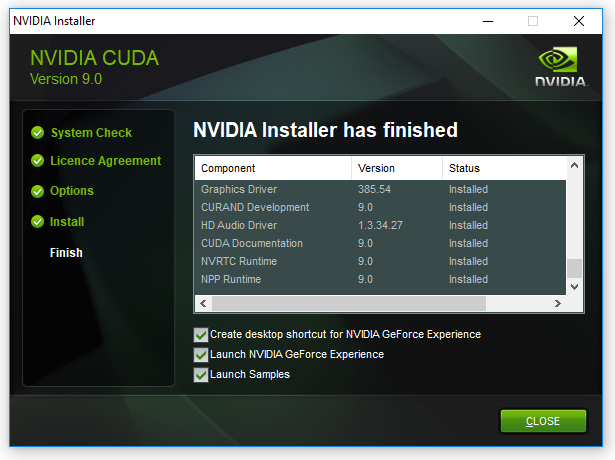 NVIDIA Installer
NVIDIA CUDA
Version 9.0
NVIDIA.
System Check
Licence Agreement
Options
Install
Finish
NVIDIA Installer has finished
Component Version Status
Graphics Driver 385.54 Installed
CURAND Development 9.0 Installed
HD Audio Driver 1.3.34.27 Installed
CUDA Documentation 9.0 Installed
NVRTC Runtime 9.0 Installed
NPP Runtime 9.0 Installed
Create desktop shortcut for NVIDIA GeForce Experience
Launch NVIDIA GeForce Experience
Launch Samples
CLOSE